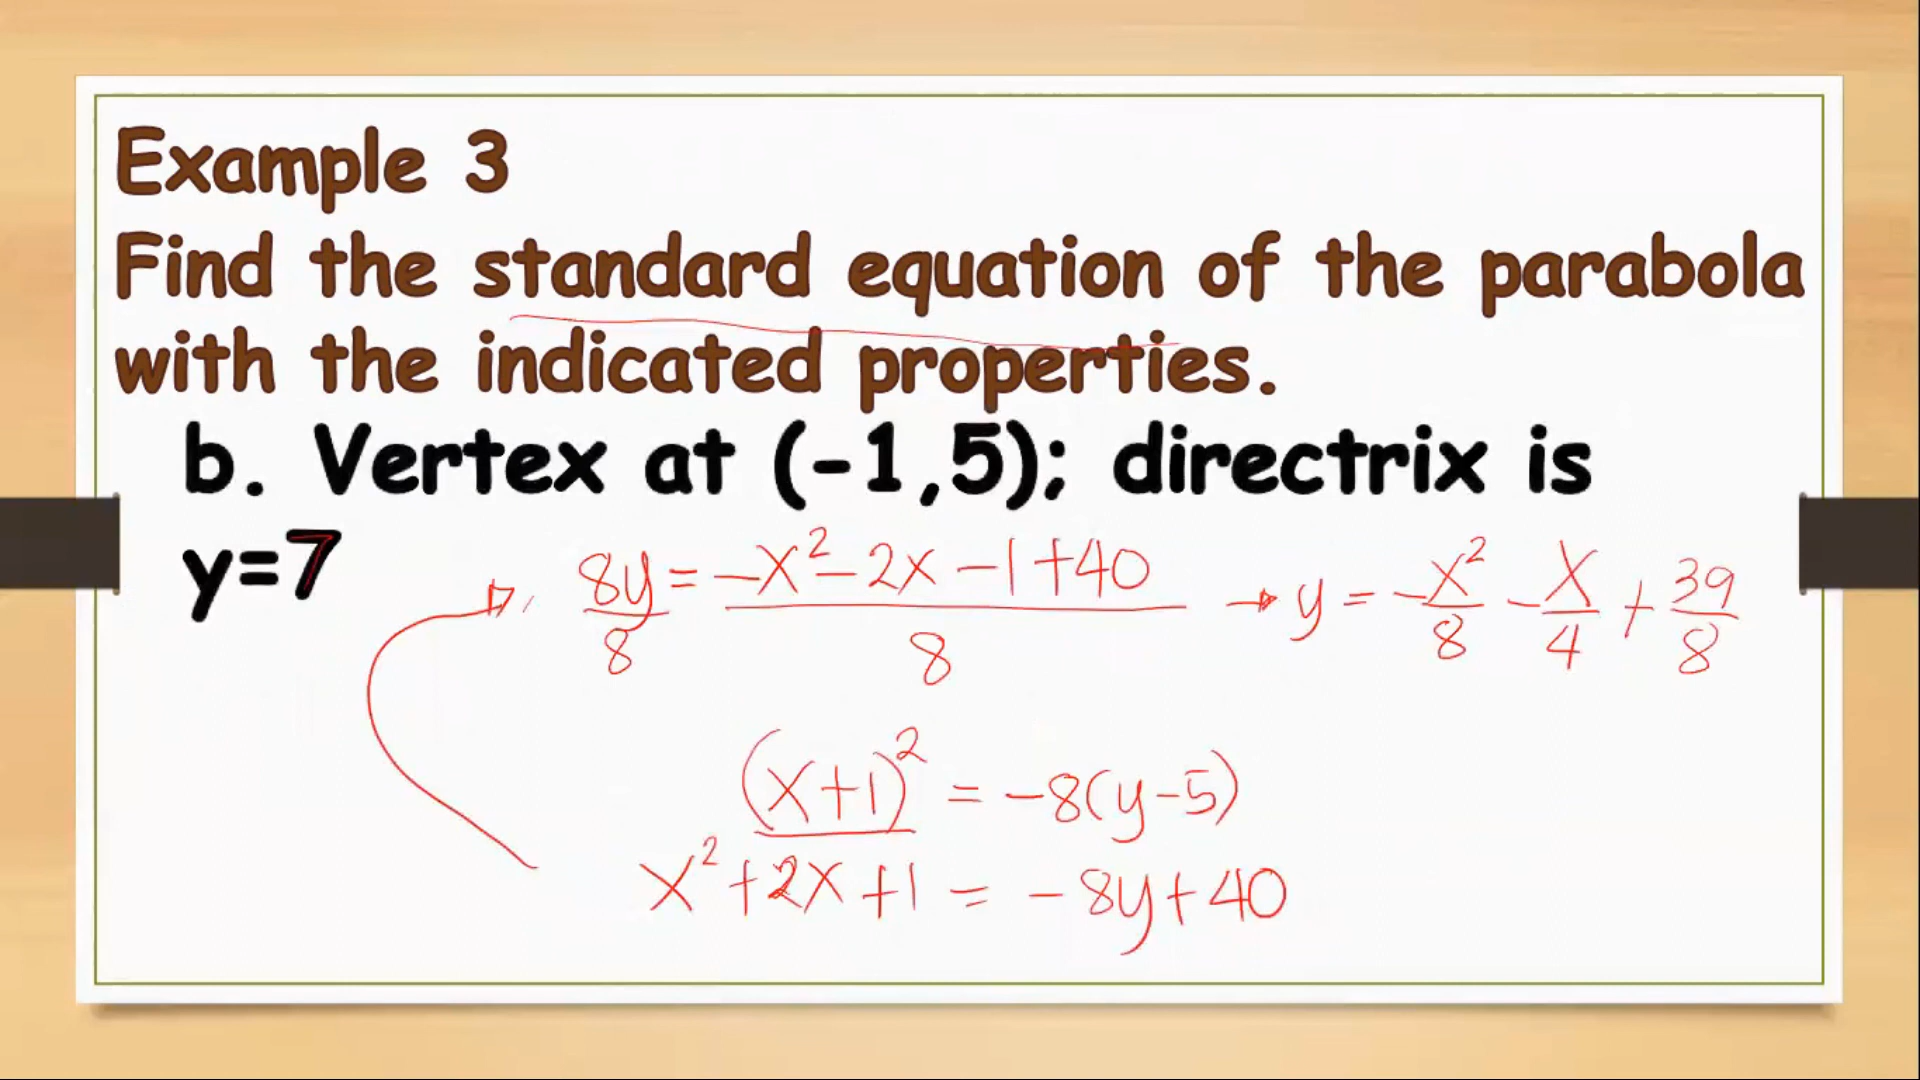 Example 3
Find the standard equation of the parabola
with the indicated properties.
b. Vertex at (-1,5); directrix is
y=7
8y/8 = (-x²-2x-1+40)/8 → y = -x²/8 - x/4 + 39/8
(x+1)² = -8(y-5)
x²+2x+1 = -8y+40